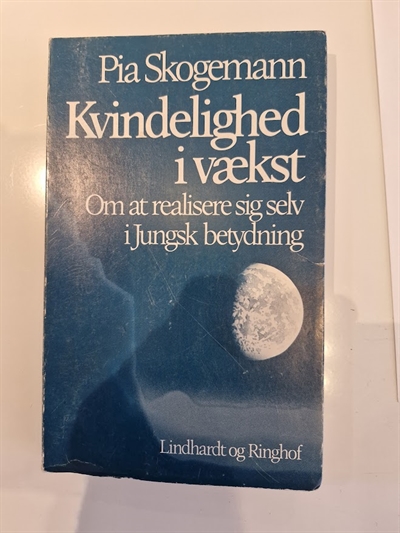 Pia Skogemann
Kvindelighed
i vækst
Om at realisere sig selv
i Jungsk betydning
Lindhardt og Ringhof